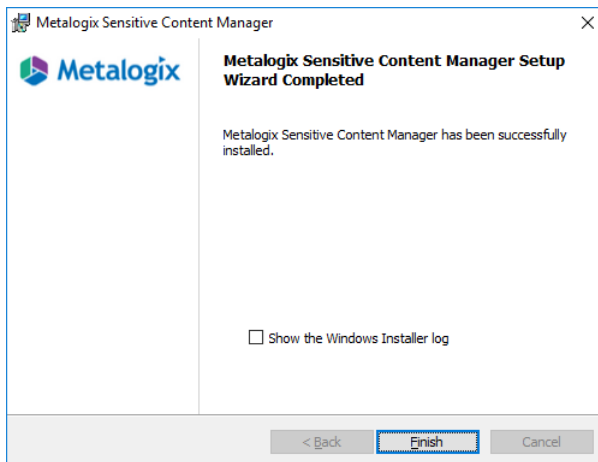 Metalogix Sensitive Content Manager
Metalogix
Metalogix Sensitive Content Manager Setup
Wizard Completed
Metalogix Sensitive Content Manager has been successfully
installed.
Show the Windows Installer log
< Back Finish Cancel